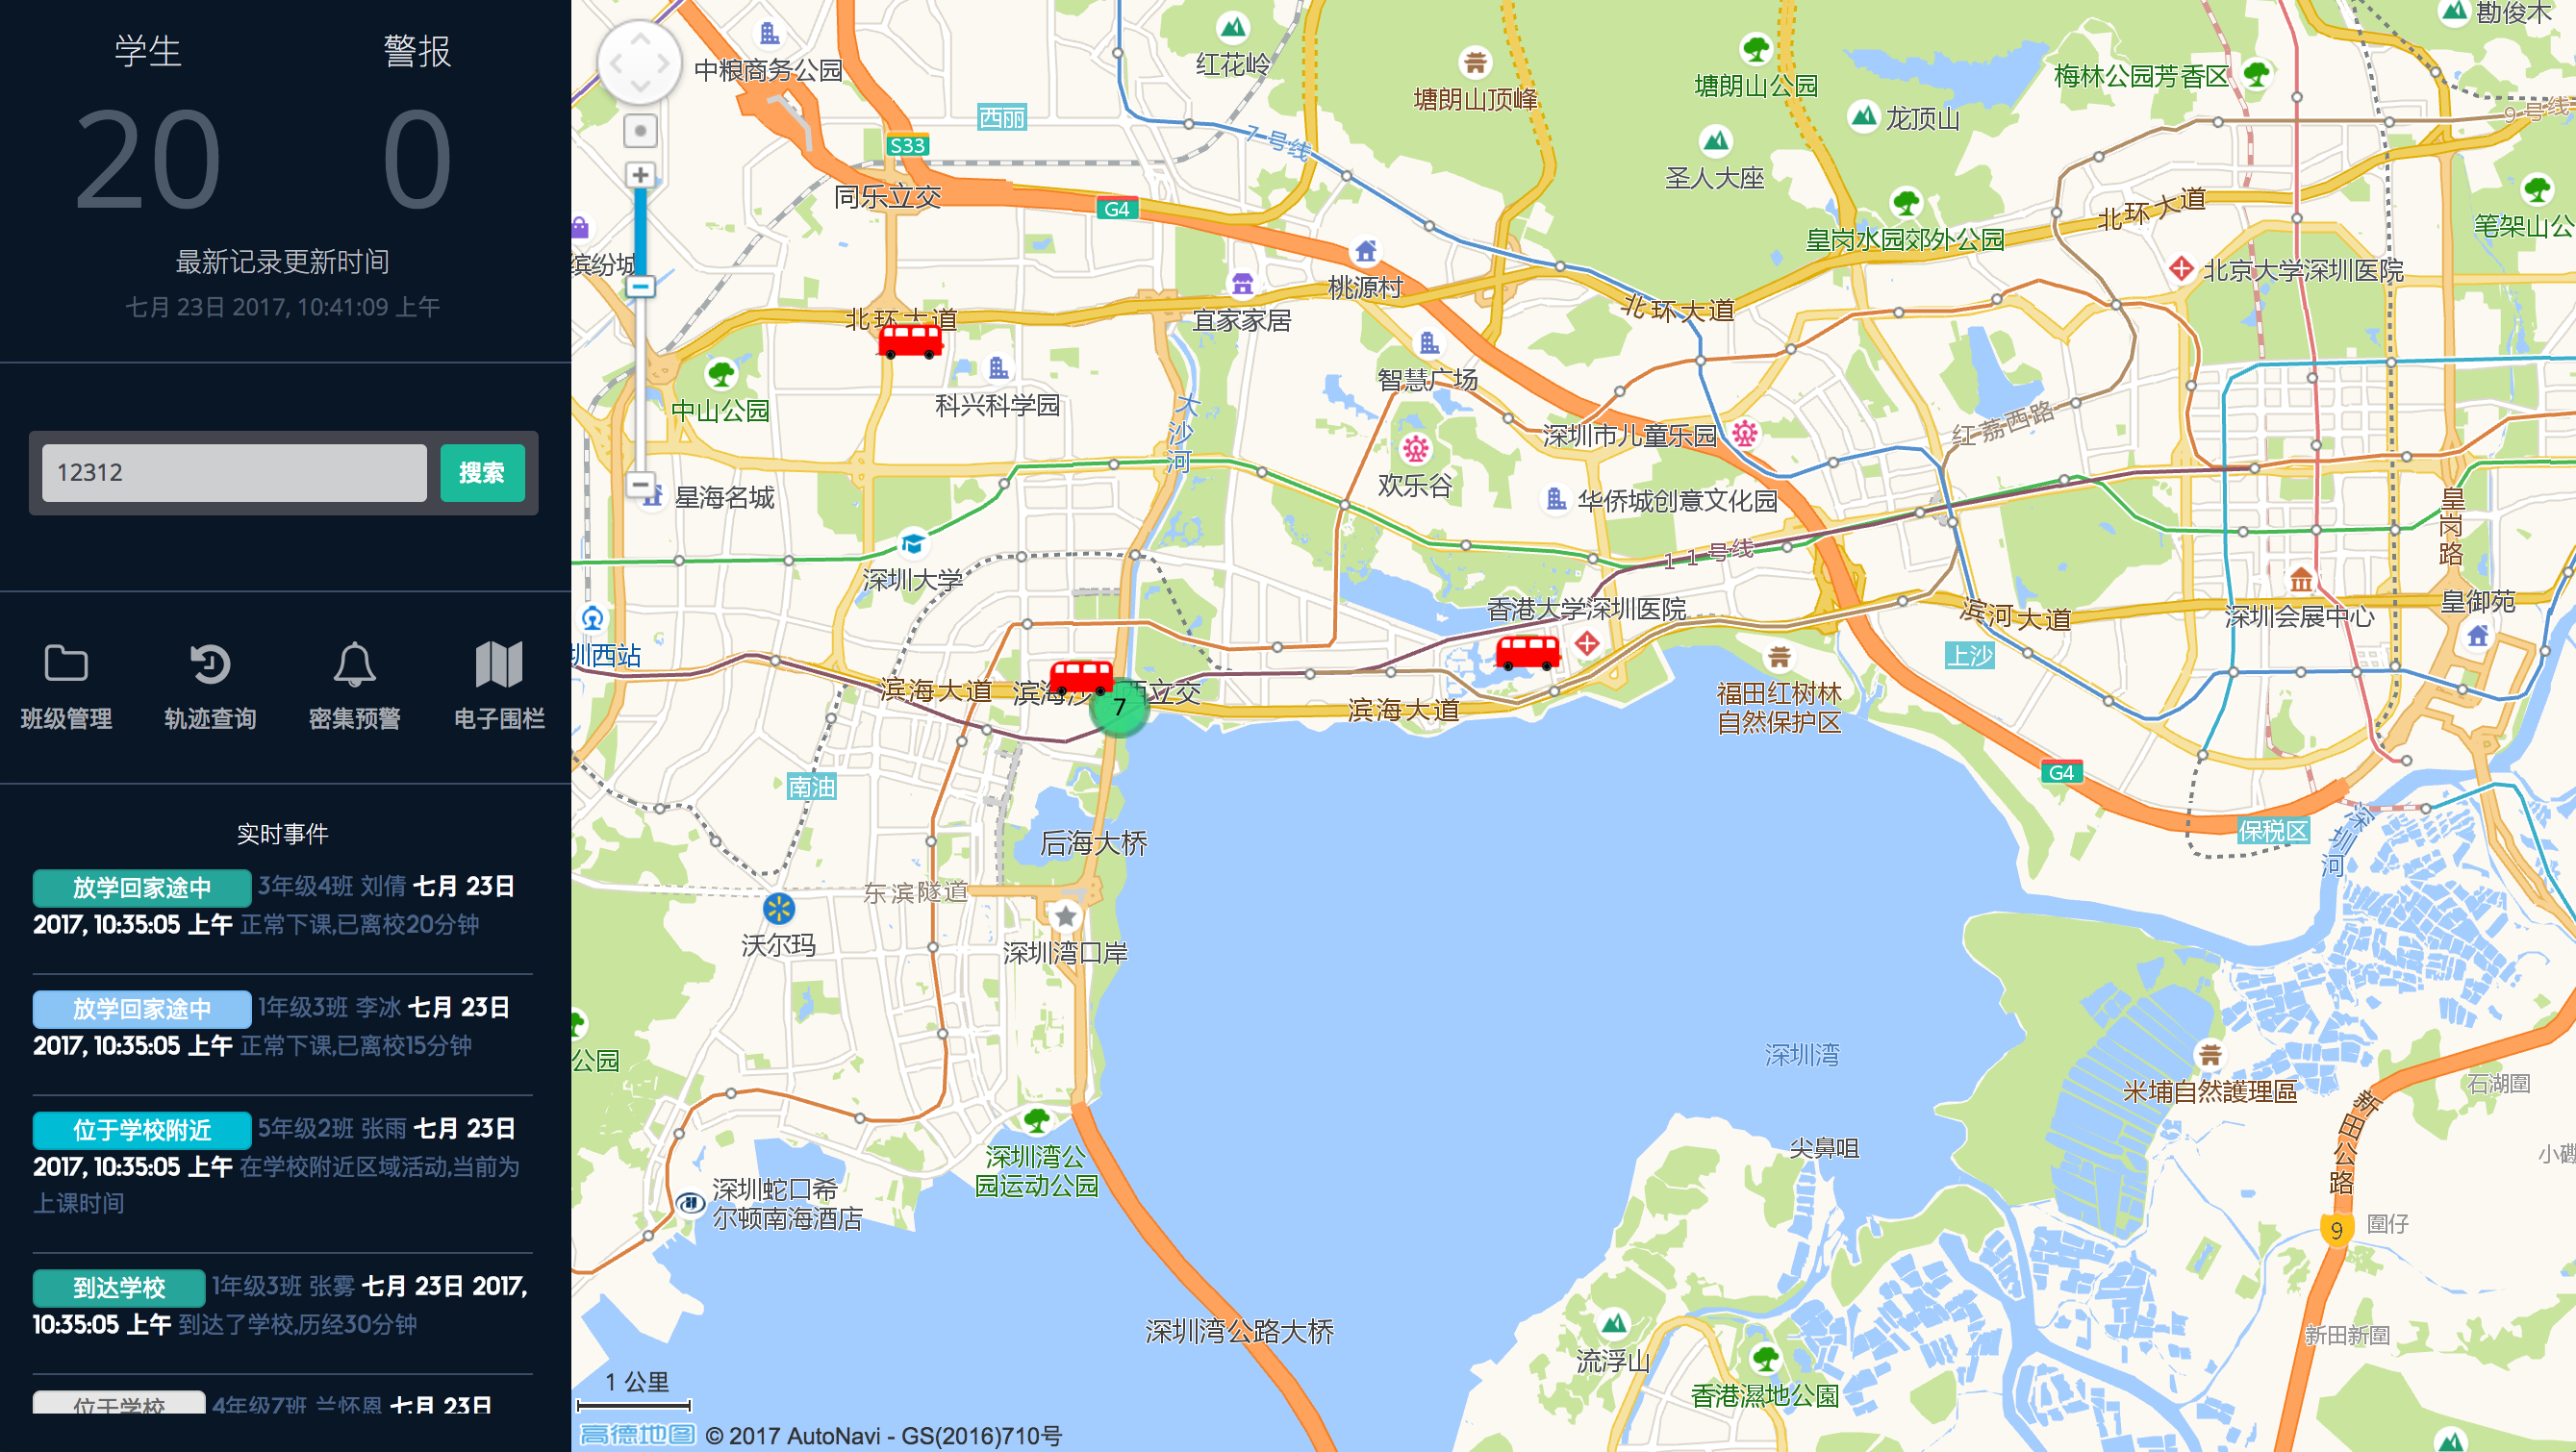 学生
警报
20
0
最新记录更新时间
七月 23日 2017, 10:41:09 上午
12312
搜索
班级管理
轨迹查询
密集预警
电子围栏
实时事件
放学回家途中 3年级4班 刘倩 七月 23日
2017, 10:35:05 上午 正常下课,已离校20分钟
放学回家途中 1年级3班 李冰 七月 23日
2017, 10:35:05 上午 正常下课,已离校15分钟
位于学校附近 5年级2班 张雨 七月 23日
2017, 10:35:05 上午 在学校附近区域活动,当前为
上课时间
到达学校 1年级3班 张雾 七月 23日 2017,
10:35:05 上午 到达了学校,历经30分钟
位于学校 4年级7班 兰怀恩 七月 23日
中粮商务公园
红花岭
塘朗山顶峰
塘朗山公园
梅林公园芳香区
勘俊木
西丽
7号线
龙顶山
9号线
S33
同乐立交
G4
圣人大座
北环大道
笔架山公
皇岗水园郊外公园
缤纷城
桃源村
北京大学深圳医院
北环大道
宜家家居
北环大道
中山公园
科兴科学园
智慧广场
大沙河
深圳市儿童乐园
红荔西路
星海名城
欢乐谷
华侨城创意文化园
皇岗路
11号线
深圳大学
香港大学深圳医院
滨河大道
深圳会展中心
皇御苑
圳西站
上沙
滨海大道
滨海
西立交
7
滨海大道
福田红树林
自然保护区
南油
G4
保税区
深圳河
后海大桥
东滨隧道
沃尔玛
深圳湾口岸
公园
深圳湾
米埔自然護理區
石湖圍
新田公路
深圳湾公
园运动公园
尖鼻咀
深圳蛇口希
尔顿南海酒店
9
圍仔
深圳湾公路大桥
新田新圍
流浮山
香港濕地公園
1 公里
高德地图 © 2017 AutoNavi - GS(2016)710号